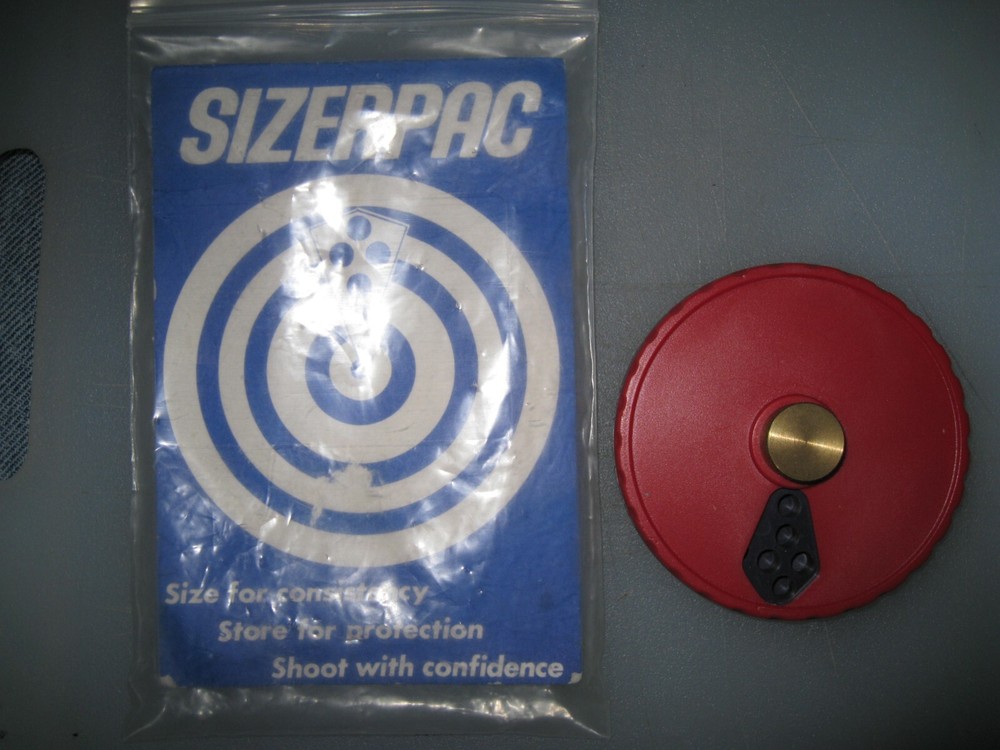 SIZERPAC
Size for consistency
Store for protection
Shoot with confidence